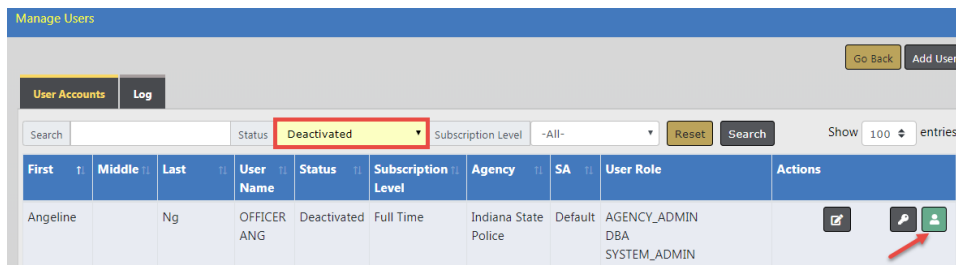 Manage Users
Go Back Add User
User Accounts Log
Search Status Deactivated Subscription Level -All- Reset Search Show 100 entries
First Middle Last User Name Status Subscription Level Agency SA User Role Actions
Angeline Ng OFFICER ANG Deactivated Full Time Indiana State Police Default AGENCY_ADMIN
DBA
SYSTEM_ADMIN